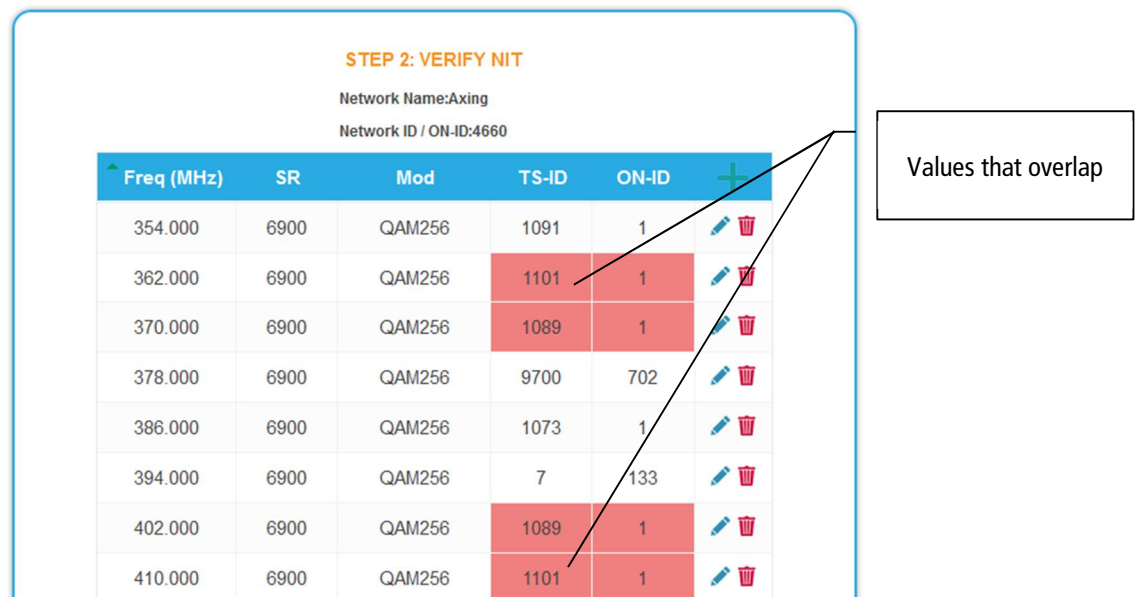 STEP 2: VERIFY NIT
Network Name:Axing
Network ID / ON-ID:4660
Values that overlap
Freq (MHz) SR Mod TS-ID ON-ID
354.000 6900 QAM256 1091 1
362.000 6900 QAM256 1101 1
370.000 6900 QAM256 1089 1
378.000 6900 QAM256 9700 702
386.000 6900 QAM256 1073 1
394.000 6900 QAM256 7 133
402.000 6900 QAM256 1089 1
410.000 6900 QAM256 1101 1